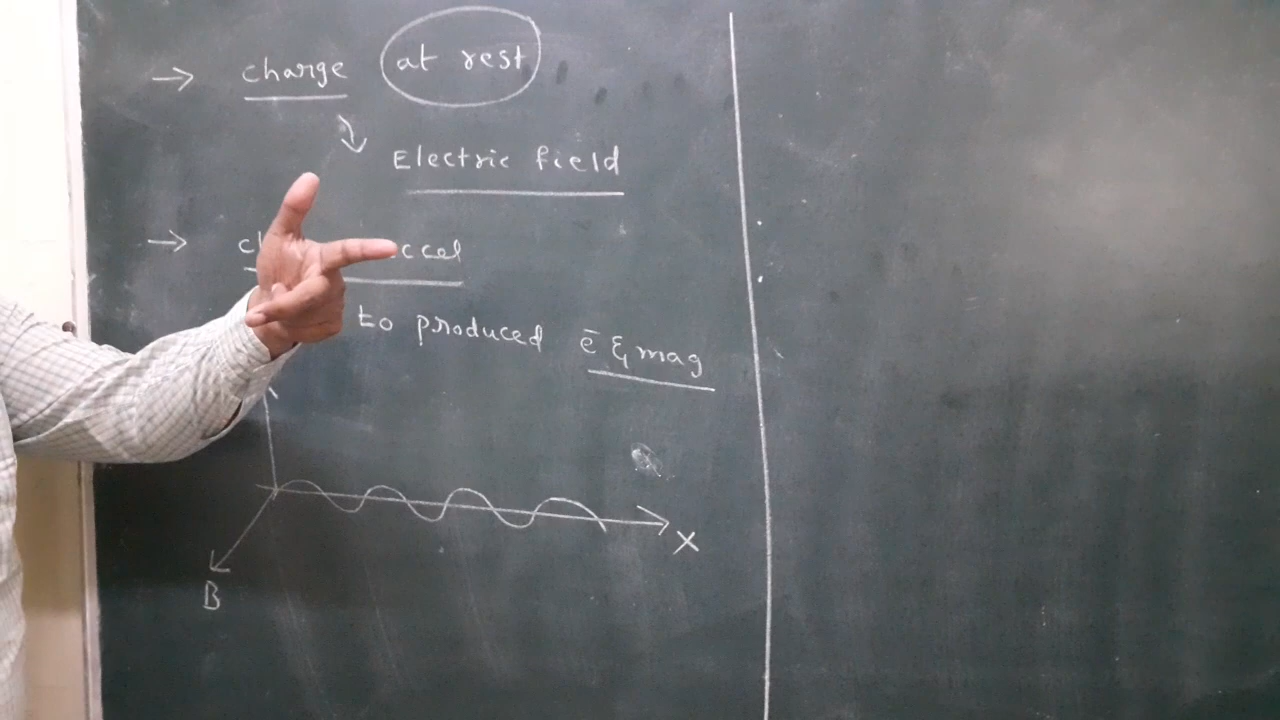 → charge at rest
Electric field
→ ccel
to produced ē & mag
X
B